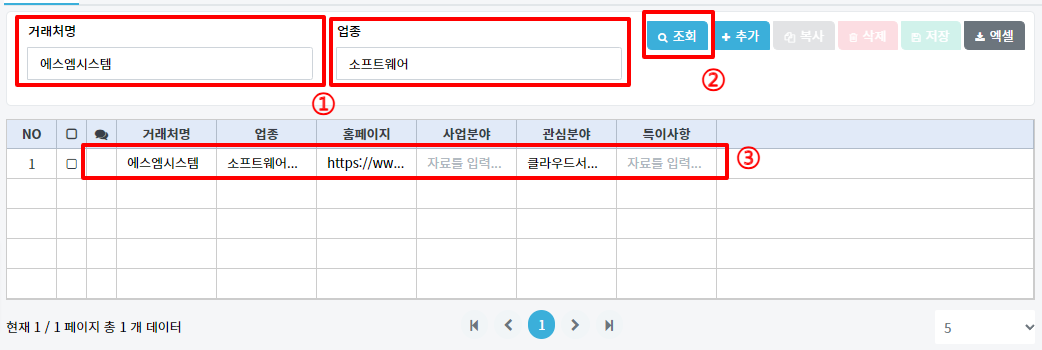 거래처명
업종
에스엠시스템
소프트웨어
조회
추가
복사
삭제
저장
엑셀
①
②
NO
거래처명
업종
홈페이지
사업분야
관심분야
특이사항
1
에스엠시스템
소프트웨어...
https://ww...
자료를 입력...
클라우드서...
자료를 입력...
③
현재 1 / 1 페이지 총 1 개 데이터
1
5